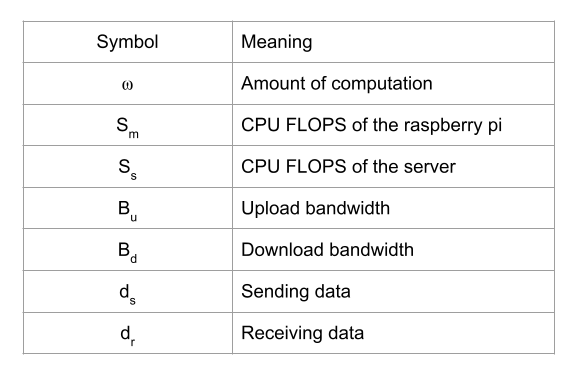 Symbol Meaning
ω Amount of computation
S_m CPU FLOPS of the raspberry pi
S_s CPU FLOPS of the server
B_u Upload bandwidth
B_d Download bandwidth
d_s Sending data
d_r Receiving data